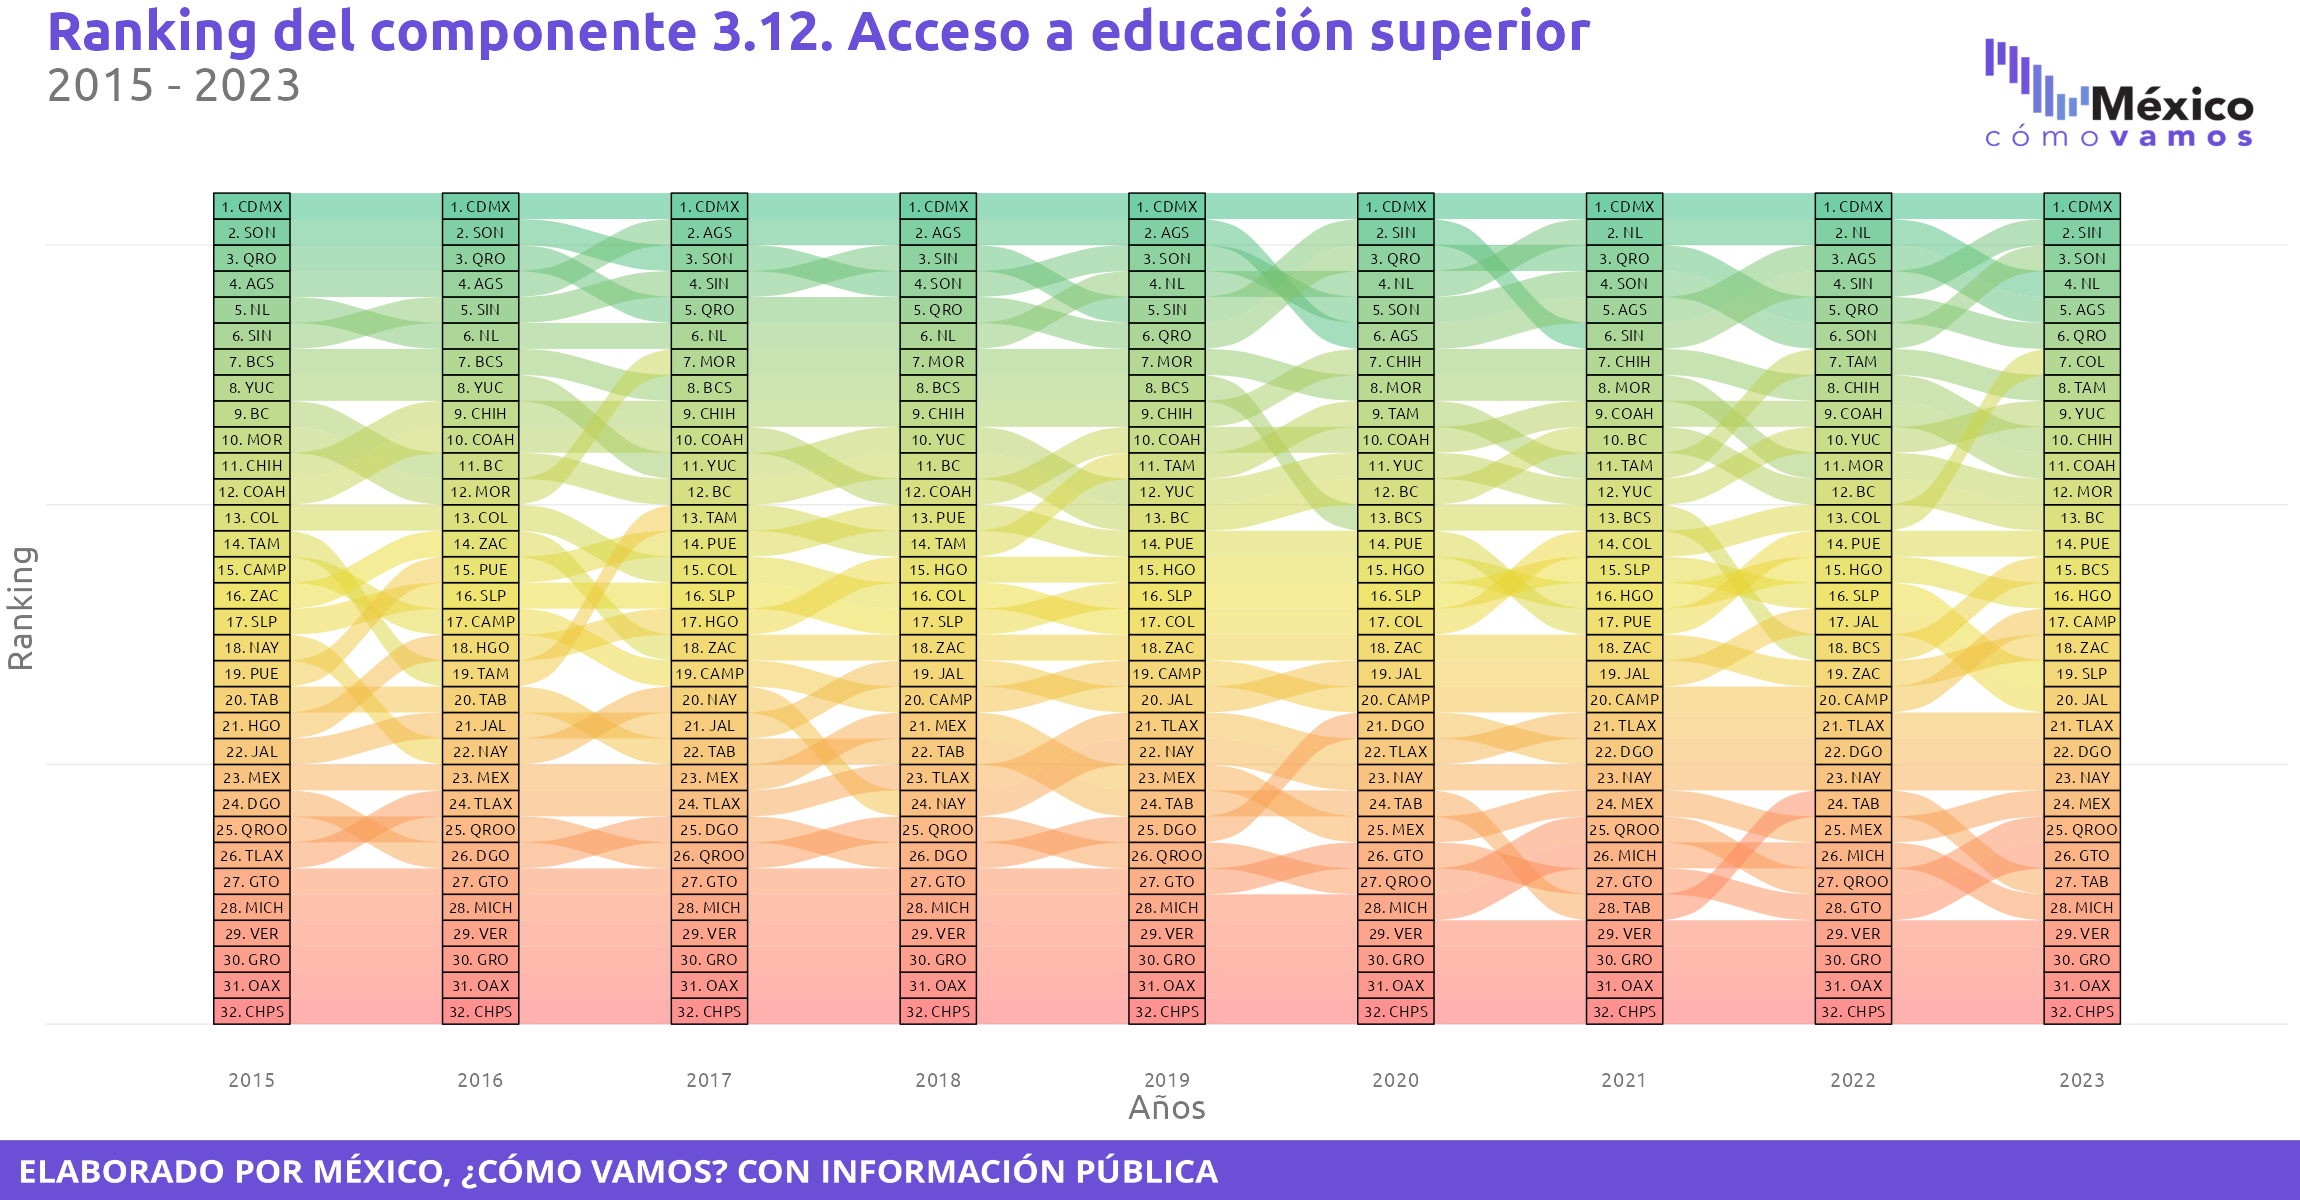 Ranking del componente 3.12. Acceso a educación superior
2015 - 2023
México
cómovamos
Ranking
1. CDMX 1. CDMX 1. CDMX 1. CDMX 1. CDMX 1. CDMX 1. CDMX 1. CDMX 1. CDMX
2. SON 2. SON 2. AGS 2. AGS 2. AGS 2. SIN 2. NL 2. NL 2. SIN
3. QRO 3. QRO 3. SON 3. SIN 3. SON 3. QRO 3. QRO 3. AGS 3. SON
4. AGS 4. AGS 4. SIN 4. SON 4. NL 4. NL 4. SON 4. SIN 4. NL
5. NL 5. SIN 5. QRO 5. QRO 5. SIN 5. SON 5. AGS 5. QRO 5. AGS
6. SIN 6. NL 6. NL 6. NL 6. QRO 6. AGS 6. SIN 6. SON 6. QRO
7. BCS 7. BCS 7. MOR 7. MOR 7. MOR 7. CHIH 7. CHIH 7. TAM 7. COL
8. YUC 8. YUC 8. BCS 8. BCS 8. BCS 8. MOR 8. MOR 8. CHIH 8. TAM
9. BC 9. CHIH 9. CHIH 9. CHIH 9. CHIH 9. TAM 9. COAH 9. COAH 9. YUC
10. MOR 10. COAH 10. COAH 10. YUC 10. COAH 10. COAH 10. BC 10. YUC 10. CHIH
11. CHIH 11. BC 11. YUC 11. BC 11. TAM 11. YUC 11. TAM 11. MOR 11. COAH
12. COAH 12. MOR 12. BC 12. COAH 12. YUC 12. BC 12. YUC 12. BC 12. MOR
13. COL 13. COL 13. TAM 13. PUE 13. BC 13. BCS 13. BCS 13. COL 13. BC
14. TAM 14. ZAC 14. PUE 14. TAM 14. PUE 14. PUE 14. COL 14. PUE 14. PUE
15. CAMP 15. PUE 15. COL 15. HGO 15. HGO 15. HGO 15. SLP 15. HGO 15. BCS
16. ZAC 16. SLP 16. SLP 16. COL 16. SLP 16. SLP 16. HGO 16. SLP 16. HGO
17. SLP 17. CAMP 17. HGO 17. SLP 17. COL 17. COL 17. PUE 17. JAL 17. CAMP
18. NAY 18. HGO 18. ZAC 18. ZAC 18. ZAC 18. ZAC 18. ZAC 18. BCS 18. ZAC
19. PUE 19. TAM 19. CAMP 19. JAL 19. CAMP 19. JAL 19. JAL 19. ZAC 19. SLP
20. TAB 20. TAB 20. NAY 20. CAMP 20. JAL 20. CAMP 20. CAMP 20. CAMP 20. JAL
21. HGO 21. JAL 21. JAL 21. MEX 21. TLAX 21. DGO 21. TLAX 21. TLAX 21. TLAX
22. JAL 22. NAY 22. TAB 22. TAB 22. NAY 22. TLAX 22. DGO 22. DGO 22. DGO
23. MEX 23. MEX 23. MEX 23. TLAX 23. MEX 23. NAY 23. NAY 23. NAY 23. NAY
24. DGO 24. TLAX 24. TLAX 24. NAY 24. TAB 24. TAB 24. MEX 24. TAB 24. MEX
25. QROO 25. QROO 25. DGO 25. QROO 25. DGO 25. MEX 25. QROO 25. MEX 25. QROO
26. TLAX 26. DGO 26. QROO 26. DGO 26. QROO 26. GTO 26. MICH 26. MICH 26. GTO
27. GTO 27. GTO 27. GTO 27. GTO 27. GTO 27. QROO 27. GTO 27. QROO 27. TAB
28. MICH 28. MICH 28. MICH 28. MICH 28. MICH 28. MICH 28. TAB 28. GTO 28. MICH
29. VER 29. VER 29. VER 29. VER 29. VER 29. VER 29. VER 29. VER 29. VER
30. GRO 30. GRO 30. GRO 30. GRO 30. GRO 30. GRO 30. GRO 30. GRO 30. GRO
31. OAX 31. OAX 31. OAX 31. OAX 31. OAX 31. OAX 31. OAX 31. OAX 31. OAX
32. CHPS 32. CHPS 32. CHPS 32. CHPS 32. CHPS 32. CHPS 32. CHPS 32. CHPS 32. CHPS
2015 2016 2017 2018 2019 2020 2021 2022 2023
Años
ELABORADO POR MÉXICO, ¿CÓMO VAMOS? CON INFORMACIÓN PÚBLICA